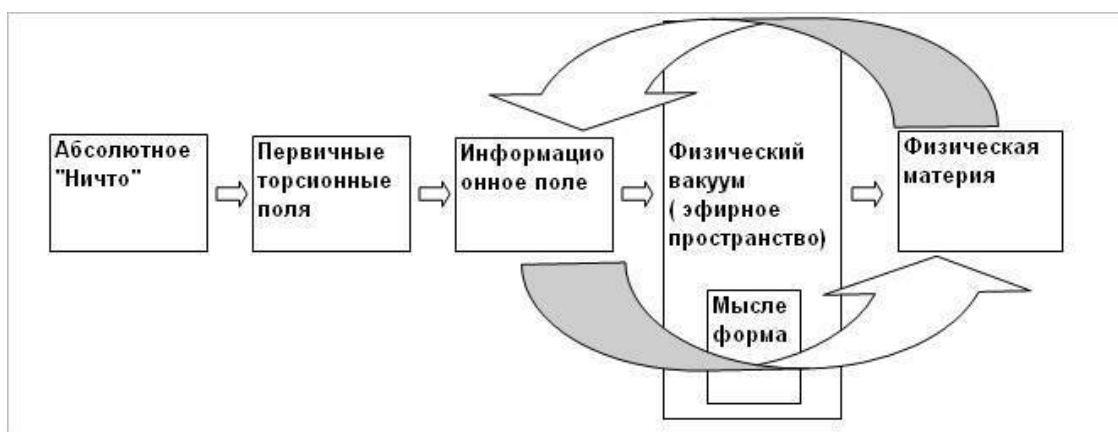 Абсолютное
"Ничто"
Первичные
торсионные
поля
Информацио
онное поле
Физический
вакуум
( эфирное
пространство)
Мысле
форма
Физическая
материя